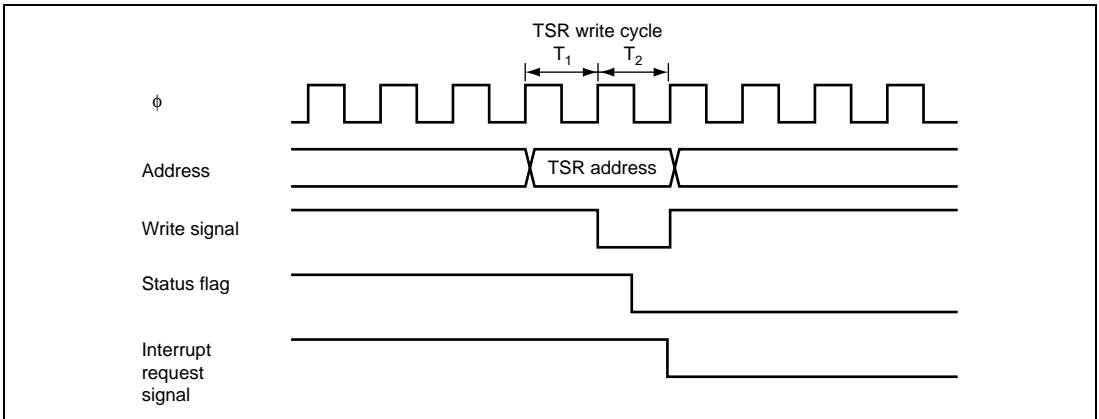 TSR write cycle
T1 T2
ϕ
Address
TSR address
Write signal
Status flag
Interrupt
request
signal